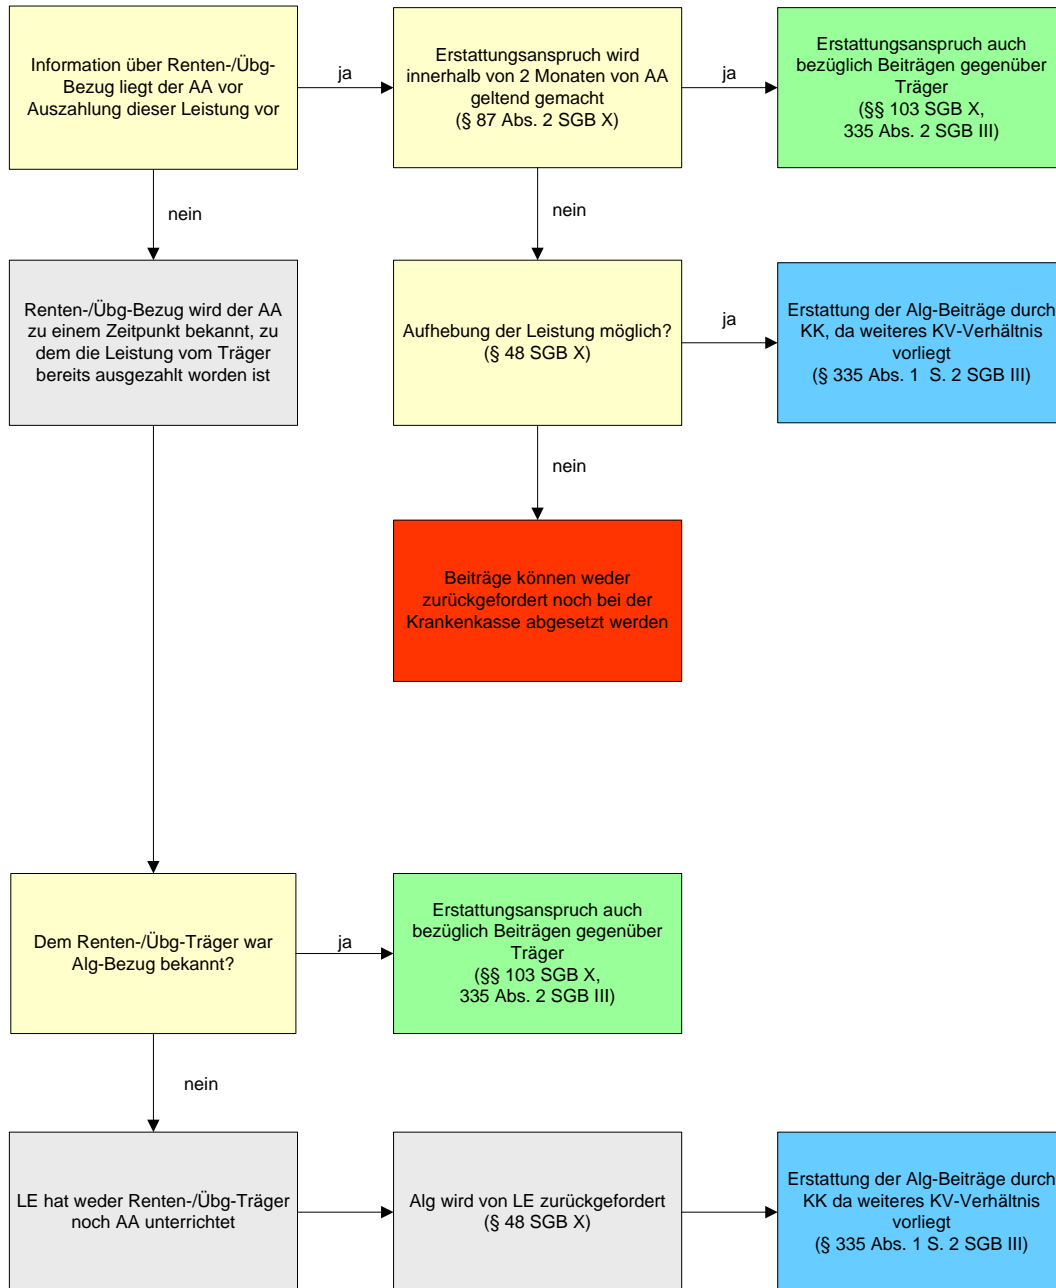 Information über Renten-/Übg-
Bezug liegt der AA vor
Auszahlung dieser Leistung vor
ja
Erstattungsanspruch wird
innerhalb von 2 Monaten von AA
geltend gemacht
(§ 87 Abs. 2 SGB X)
ja
Erstattungsanspruch auch
bezüglich Beiträgen gegenüber
Träger
(§§ 103 SGB X,
335 Abs. 2 SGB III)
nein
nein
Renten-/Übg-Bezug wird der AA
zu einem Zeitpunkt bekannt, zu
dem die Leistung vom Träger
bereits ausgezahlt worden ist
Aufhebung der Leistung möglich?
(§ 48 SGB X)
ja
Erstattung der Alg-Beiträge durch
KK, da weiteres KV-Verhältnis
vorliegt
(§ 335 Abs. 1 S. 2 SGB III)
nein
Beiträge können weder
zurückgefordert noch bei der
Krankenkasse abgesetzt werden
Dem Renten-/Übg-Träger war
Alg-Bezug bekannt?
ja
Erstattungsanspruch auch
bezüglich Beiträgen gegenüber
Träger
(§§ 103 SGB X,
335 Abs. 2 SGB III)
nein
LE hat weder Renten-/Übg-Träger
noch AA unterrichtet
Alg wird von LE zurückgefordert
(§ 48 SGB X)
Erstattung der Alg-Beiträge durch
KK da weiteres KV-Verhältnis
vorliegt
(§ 335 Abs. 1 S. 2 SGB III)